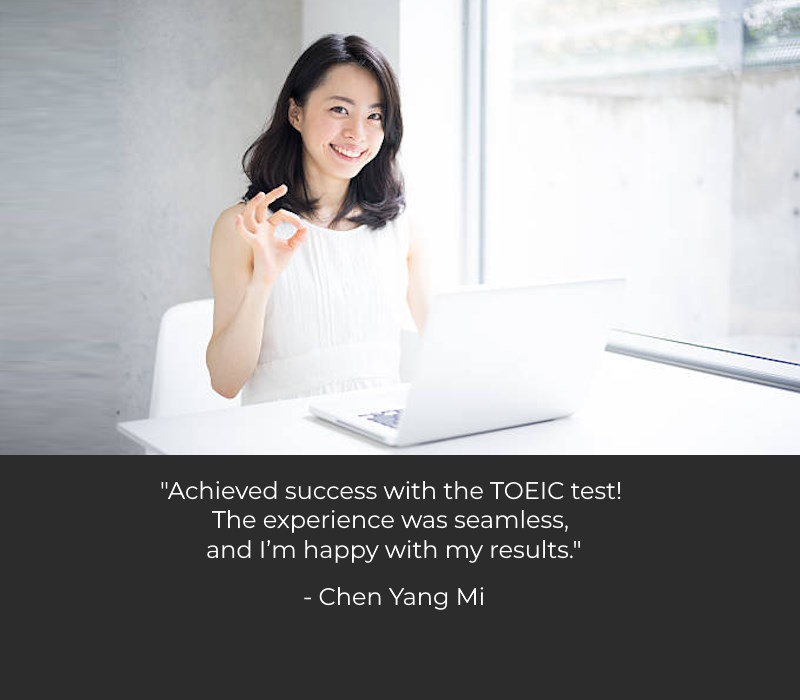 "Achieved success with the TOEIC test!
The experience was seamless,
and I’m happy with my results."
- Chen Yang Mi